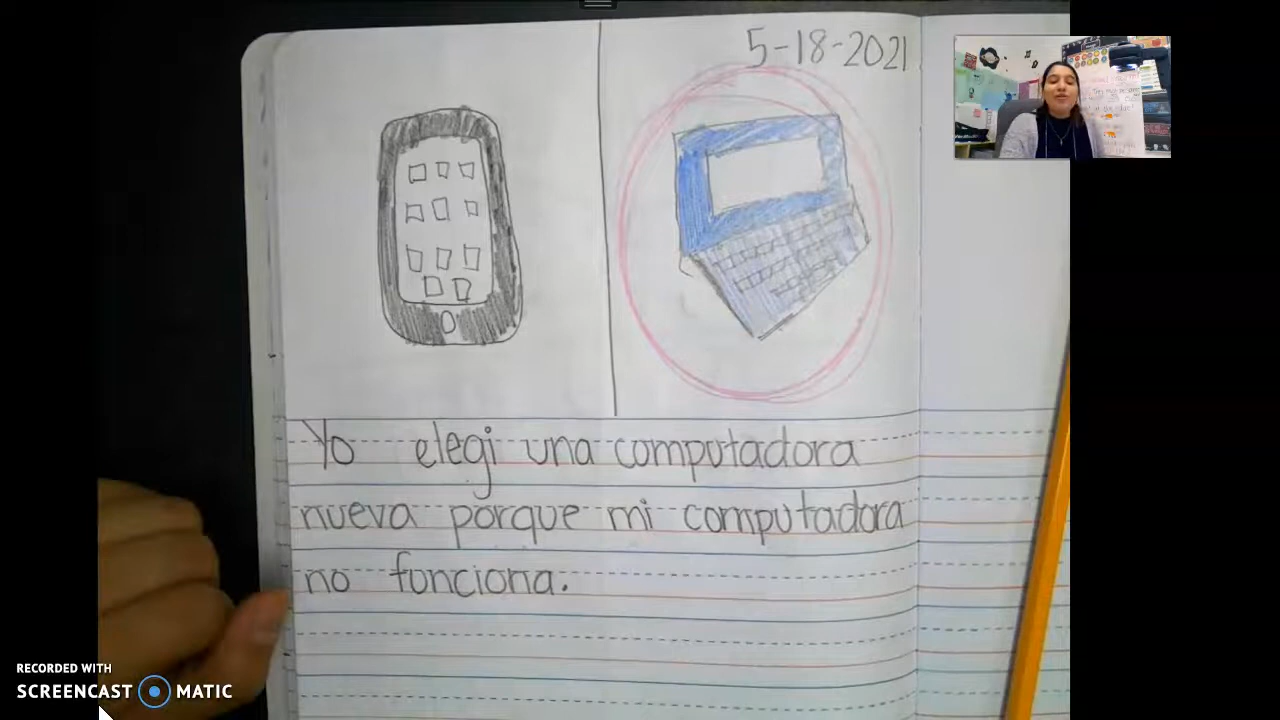 5-18-2021
Yo elegi una computadora
nueva porque mi computadora
no funciona.
RECORDED WITH
SCREENCAST MATIC